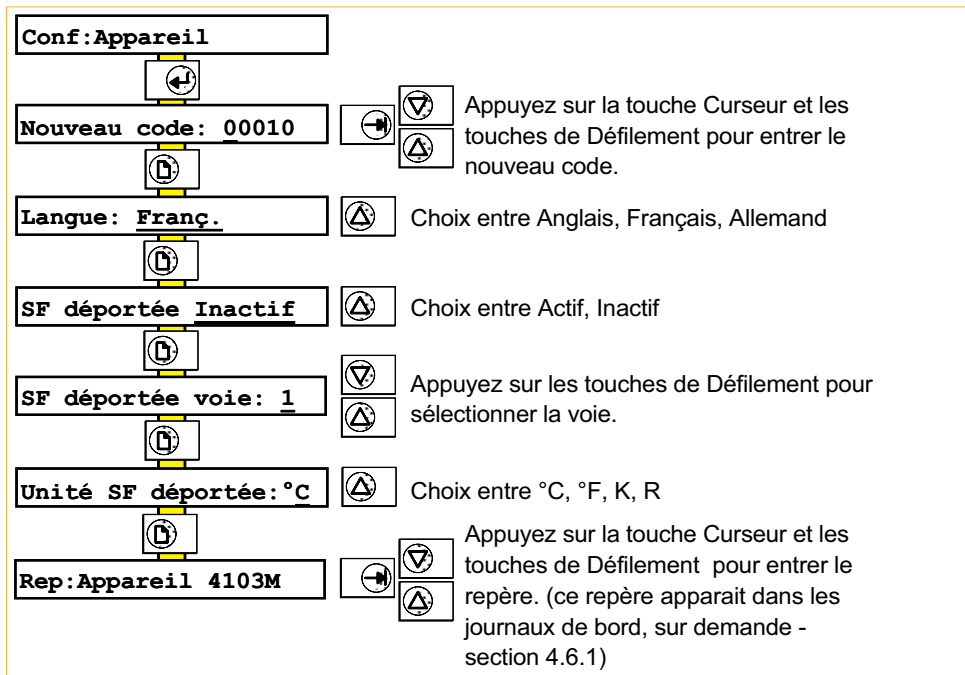 Conf:Appareil
Nouveau code: 00010
Appuyez sur la touche Curseur et les
touches de Défilement pour entrer le
nouveau code.
Langue: Franç.
Choix entre Anglais, Français, Allemand
SF déportée Inactif
Choix entre Actif, Inactif
SF déportée voie: 1
Appuyez sur les touches de Défilement pour
sélectionner la voie.
Unité SF déportée:°C
Choix entre °C, °F, K, R
Rep:Appareil 4103M
Appuyez sur la touche Curseur et les
touches de Défilement  pour entrer le
repère. (ce repère apparait dans les
journaux de bord, sur demande -
section 4.6.1)